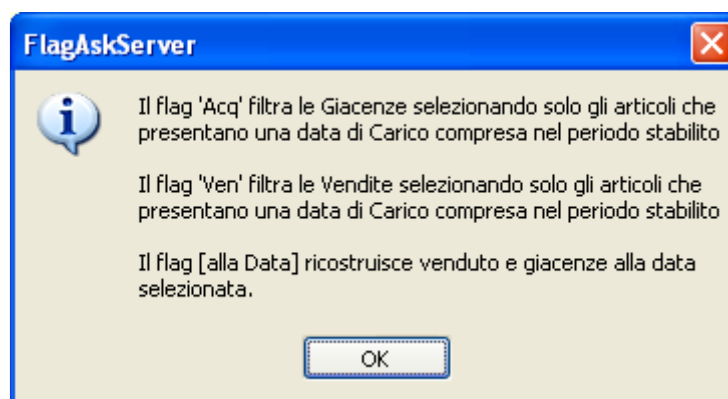 FlagAskServer
Il flag 'Acq' filtra le Giacenze selezionando solo gli articoli che
presentano una data di Carico compresa nel periodo stabilito
Il flag 'Ven' filtra le Vendite selezionando solo gli articoli che
presentano una data di Carico compresa nel periodo stabilito
Il flag [alla Data] ricostruisce venduto e giacenze alla data
selezionata.
OK